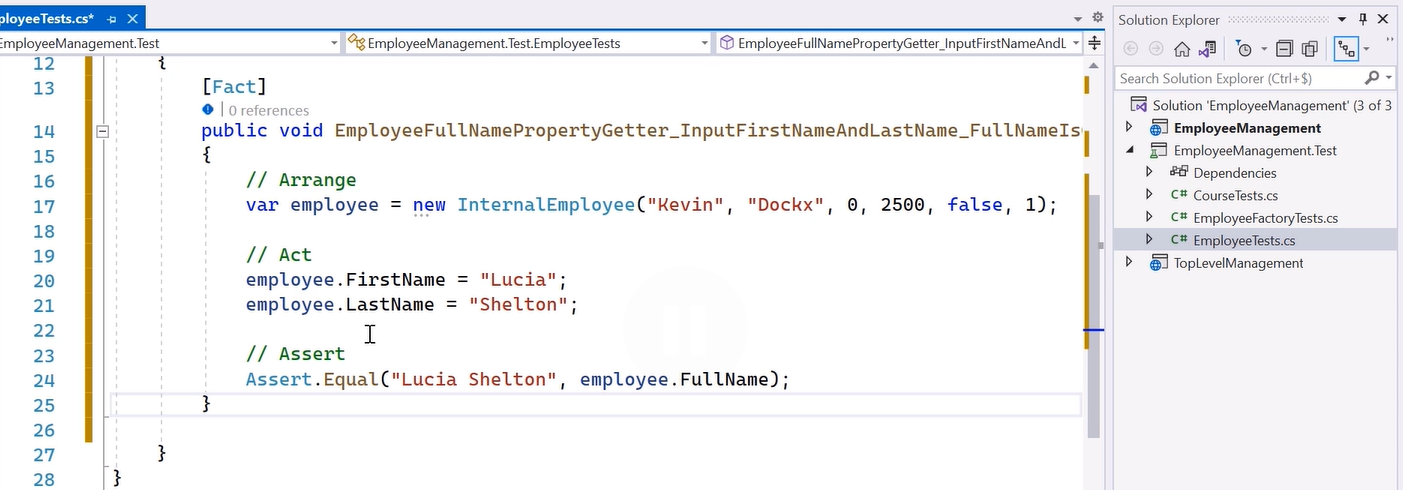 ployeeTests.cs*
EmployeeManagement.Test
EmployeeManagement.Test.EmployeeTests
EmployeeFullNamePropertyGetter_InputFirstNameAndL
12 {
13 [Fact]
0 references
14 public void EmployeeFullNamePropertyGetter_InputFirstNameAndLastName_FullNameIs
15 {
16 // Arrange
17 var employee = new InternalEmployee("Kevin", "Dockx", 0, 2500, false, 1);
18
19 // Act
20 employee.FirstName = "Lucia";
21 employee.LastName = "Shelton";
22
23 // Assert
24 Assert.Equal("Lucia Shelton", employee.FullName);
25 }
26
27 }
28 }
Solution Explorer
Search Solution Explorer (Ctrl+$)
Solution 'EmployeeManagement' (3 of 3
EmployeeManagement
EmployeeManagement.Test
Dependencies
C# CourseTests.cs
C# EmployeeFactoryTests.cs
C# EmployeeTests.cs
TopLevelManagement